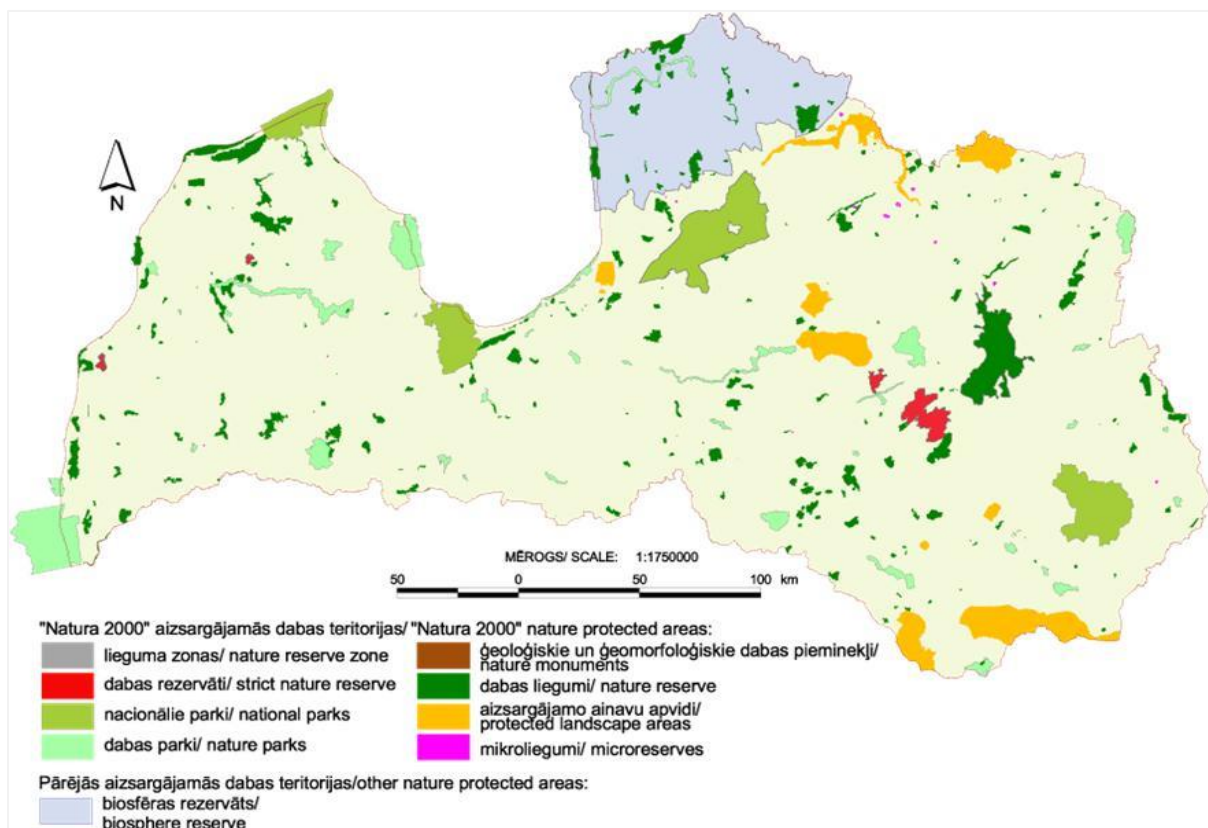 N
MĒROGS/ SCALE: 1:1750000
50 0 50 100 km
"Natura 2000" aizsargājamās dabas teritorijas/ "Natura 2000" nature protected areas:
lieguma zonas/ nature reserve zone
dabas rezervāti/ strict nature reserve
nacionālie parki/ national parks
dabas parki/ nature parks
ģeoloģiskie un ģeomorfoloģiskie dabas pieminekļi/
nature monuments
dabas liegumi/ nature reserve
aizsargājamo ainavu apvidi/
protected landscape areas
mikroliegumi/ microreserves
Pārējās aizsargājamās dabas teritorijas/other nature protected areas:
biosfēras rezervāts/
biosphere reserve